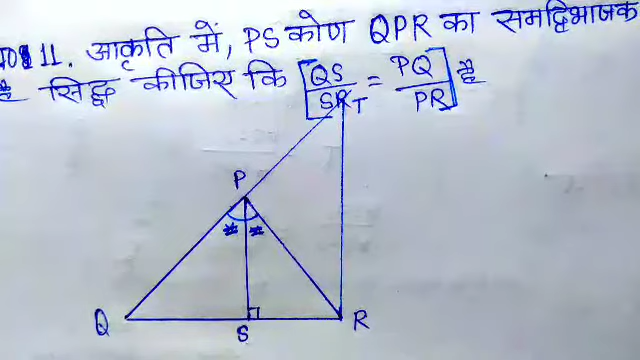 11. आकृति में, PS कोण QPR का समद्विभाजक
है सिद्ध कीजिए कि [QS/SR = PQ/PR] है
T
P
Q
S
R